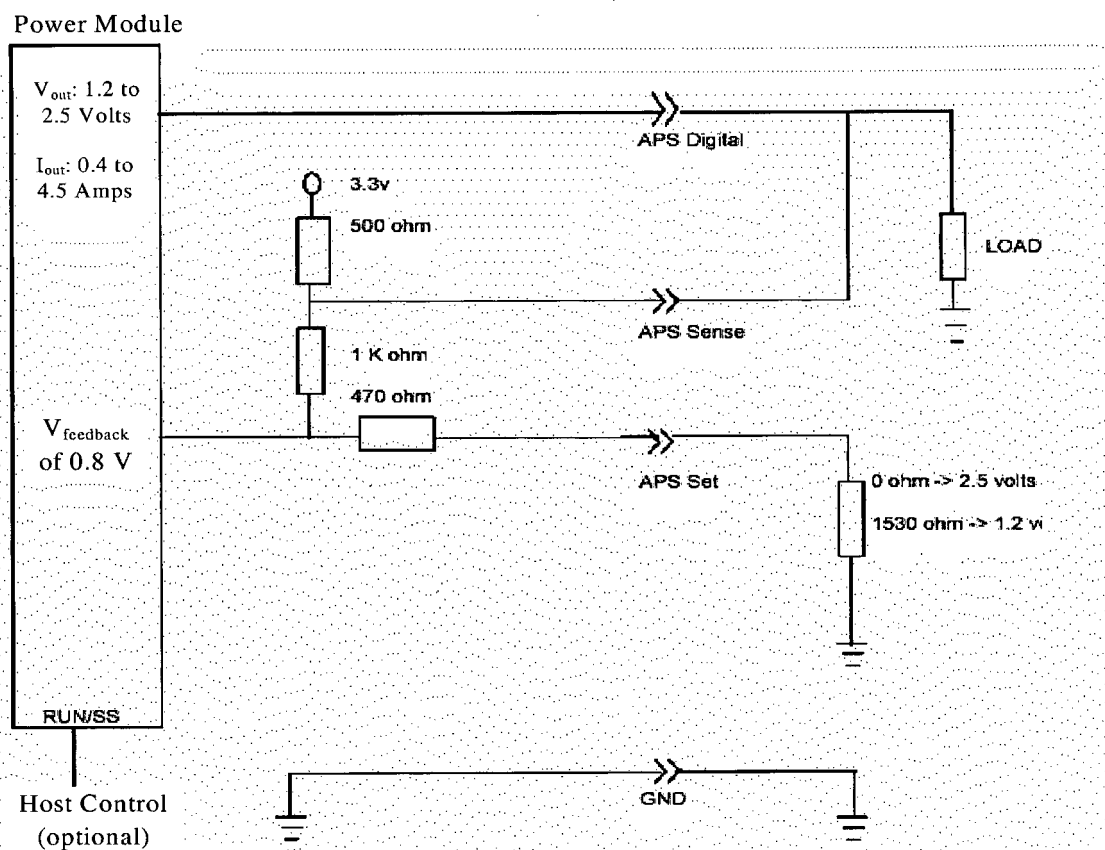 Power Module
Vout: 1.2 to
2.5 Volts
Iout: 0.4 to
4.5 Amps
APS Digital
3.3v
500 ohm
LOAD
APS Sense
1 K ohm
470 ohm
Vfeedback
of 0.8 V
APS Set
0 ohm -> 2.5 volts
1530 ohm -> 1.2 v
RUN/SS
GND
Host Control
(optional)